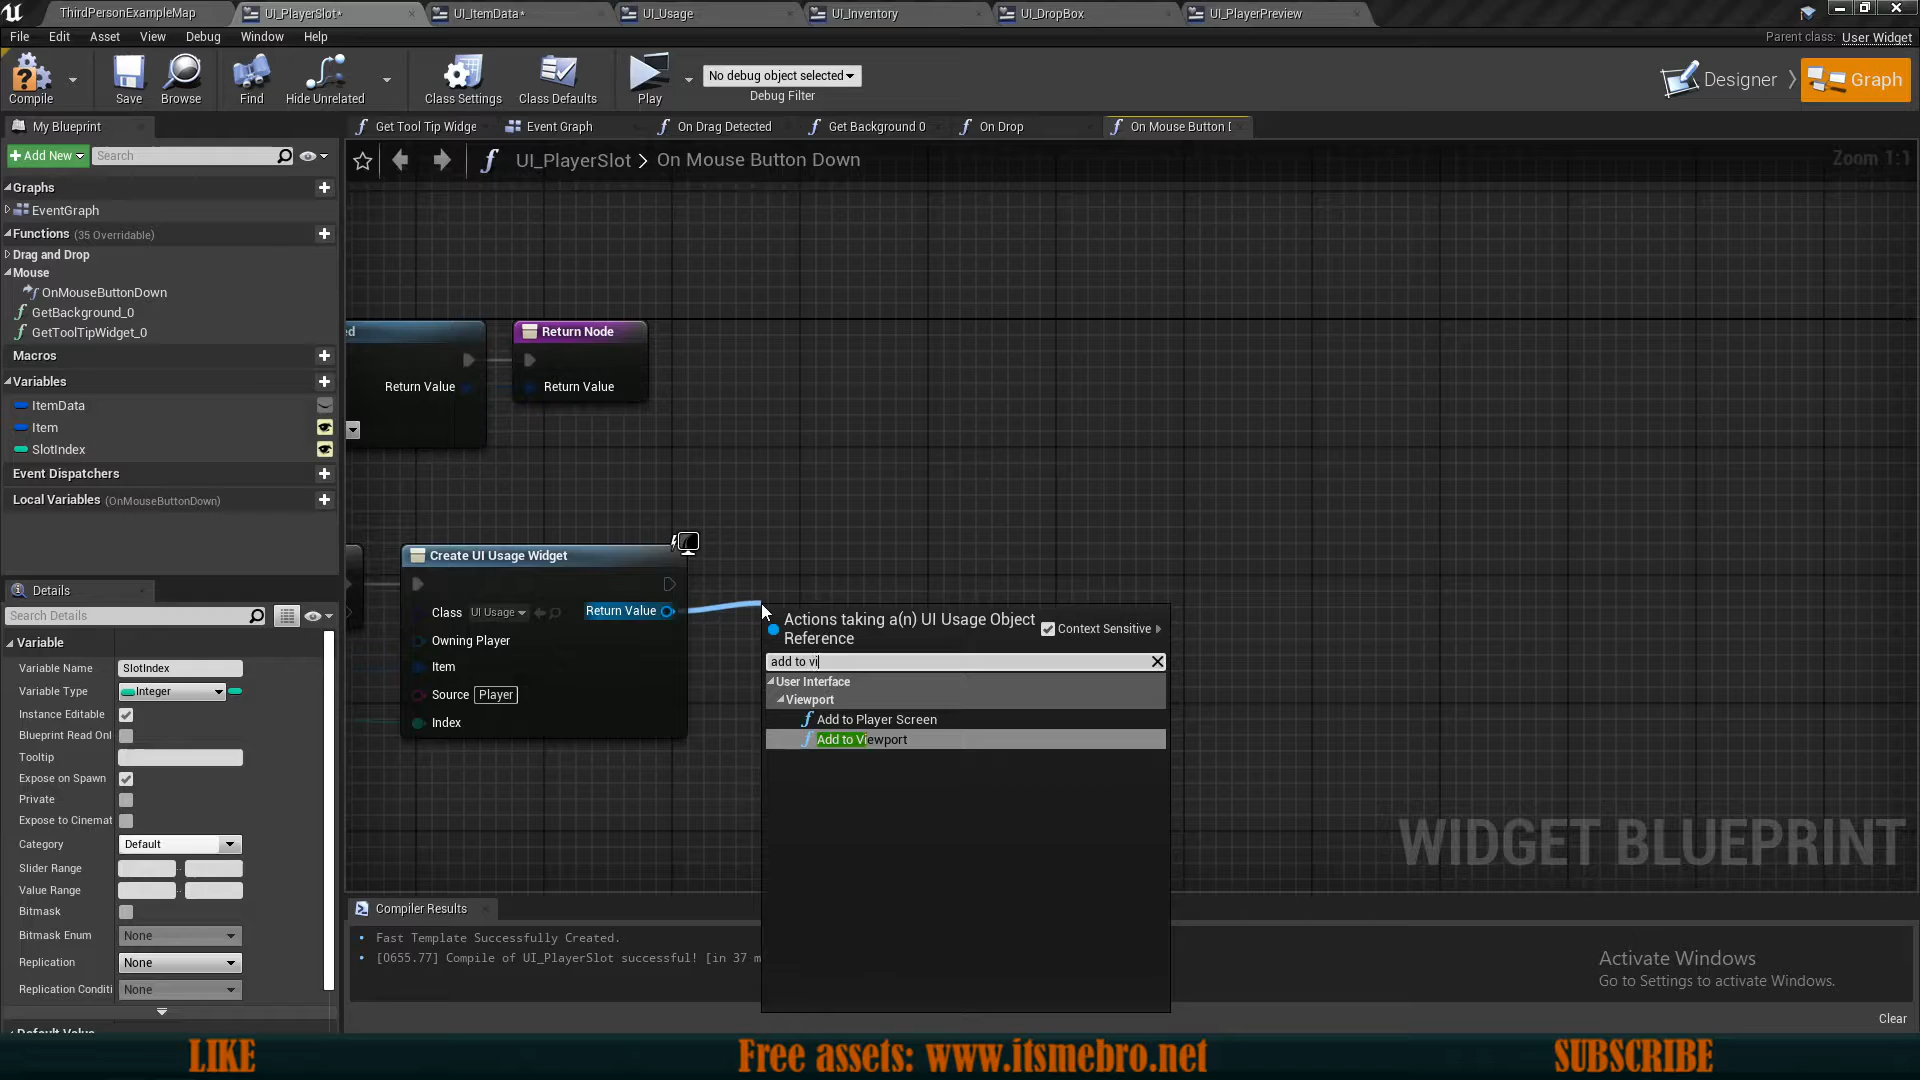 ThirdPersonExampleMap
UI_PlayerSlot*
UI_ItemData*
UI_Usage
UI_Inventory
UI_DropBox
UI_PlayerPreview
File Edit Asset View Debug Window Help
Parent class: User Widget
Compile
Save
Browse
Find
Hide Unrelated
Class Settings
Class Defaults
Play
No debug object selected
Debug Filter
Designer
Graph
My Blueprint
Get Tool Tip Widge
Event Graph
On Drag Detected
Get Background 0
On Drop
On Mouse Button D
Add New
Search
UI_PlayerSlot > On Mouse Button Down
Zoom 1:1
Graphs
EventGraph
Functions (35 Overridable)
Drag and Drop
Mouse
OnMouseButtonDown
GetBackground_0
GetToolTipWidget_0
Macros
Variables
ItemData
Item
SlotIndex
Event Dispatchers
Local Variables (OnMouseButtonDown)
ed
Return Value
Return Node
Return Value
Create UI Usage Widget
Class UI Usage
Return Value
Owning Player
Item
Source Player
Index
Actions taking a(n) UI Usage Object
Reference
Context Sensitive
add to vi
User Interface
Viewport
Add to Player Screen
Add to Viewport
Details
Search Details
Variable
Variable Name SlotIndex
Variable Type Integer
Instance Editable
Blueprint Read Onl
Tooltip
Expose on Spawn
Private
Expose to Cinemat
Category Default
Slider Range
Value Range
Bitmask
Bitmask Enum None
Replication None
Replication Conditi None
WIDGET BLUEPRINT
Compiler Results
Fast Template Successfully Created.
[0655.77] Compile of UI_PlayerSlot successful! [in 37 m
Activate Windows
Go to Settings to activate Windows.
Clear
LIKE
Free assets: www.itsmebro.net
SUBSCRIBE